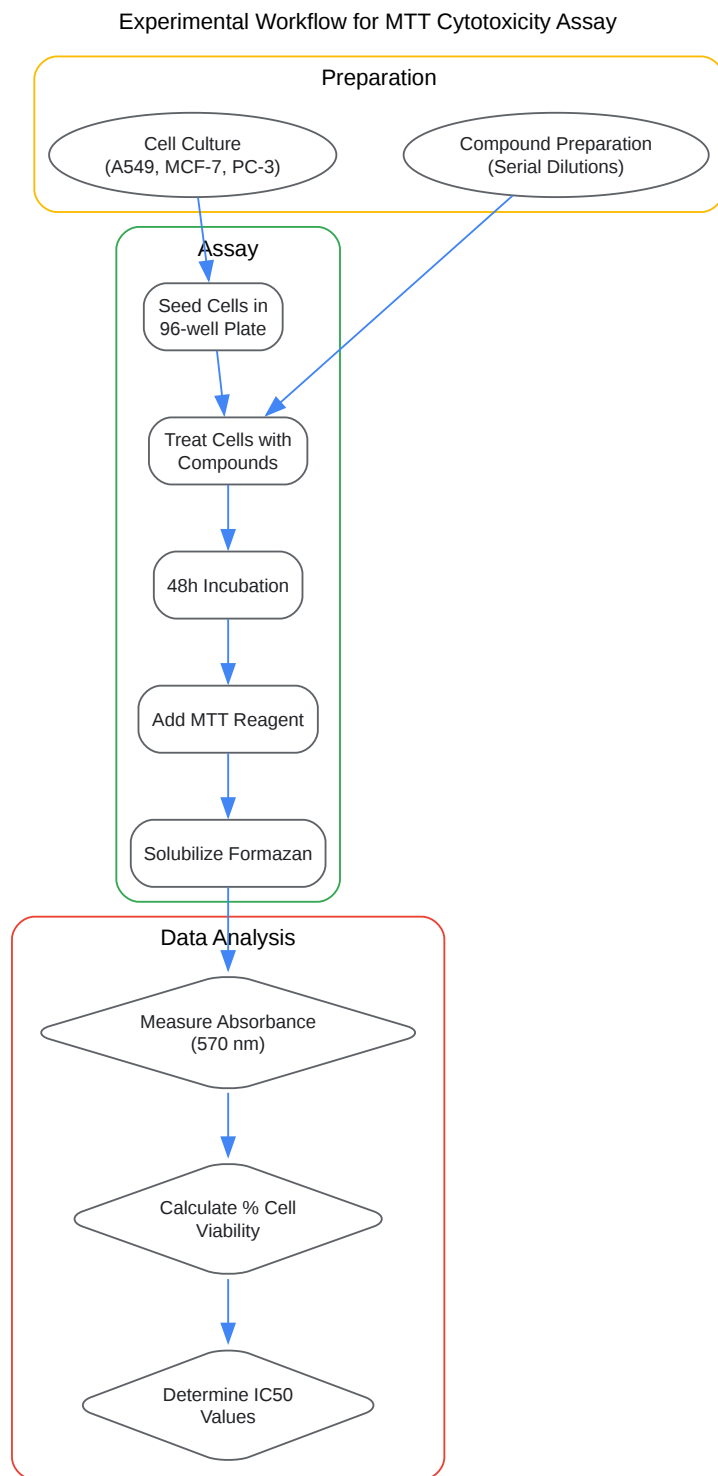 Experimental Workflow for MTT Cytotoxicity Assay
Preparation
Cell Culture
(A549, MCF-7, PC-3)
Compound Preparation
(Serial Dilutions)
Assay
Seed Cells in
96-well Plate
Treat Cells with
Compounds
48h Incubation
Add MTT Reagent
Solubilize Formazan
Data Analysis
Measure Absorbance
(570 nm)
Calculate % Cell
Viability
Determine IC50
Values